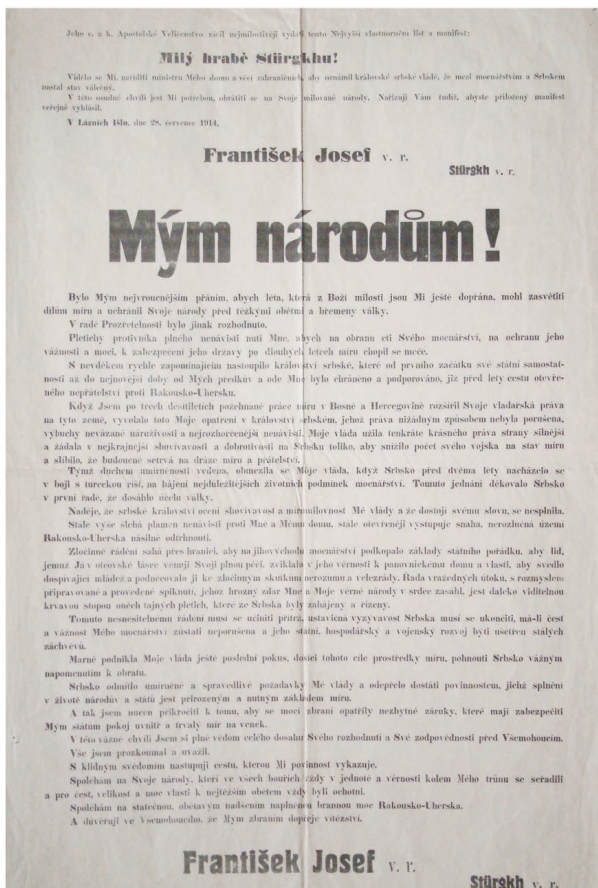 Jeho c. a k. Apoštolské Veličenstvo ráčil nejmilostivěji vydati tento Nejvyšší vlastnoruční list a manifest:
Milý hrabě Stürgkhu!
Vidělo se Mi, naříditi ministru Mého domu a věcí zahraničních, aby oznámil královské srbské vládě, že mezi mocnářstvím a Srbskem
nastal stav válečný.
V této osudné chvíli jest Mi potřebou, obrátiti se na Svoje milované národy. Nařizuji Vám tudíž, abyste přiložený manifest
veřejně vyhlásil.
V Lázních Išlu, dne 28. července 1914.
František Josef v. r.
Stürgkh v. r.
Mým národům!
Bylo Mým nejvroucnějším přáním, abych léta, která z Boží milosti jsou Mi ještě dopřána, mohl zasvětiti
dílům míru a uchrániti Svoje národy před těžkými obětmi a břemeny války.
V radě Prozřetelnosti bylo jinak rozhodnuto.
Pletichy protivníka plného nenávisti nutí Mne, abych na obranu cti Svého mocnářství, na ochranu jeho
vážnosti a moci, k zabezpečení jeho državy po dlouhých letech míru chopil se meče.
S nevděkem rychle zapomínajícím nastoupilo království srbské, které od prvního začátku své státní samostat-
nosti až do nejnovější doby od Mých předkův a ode Mne bylo chráněno a podporováno, již před lety cestu otevře-
ného nepřátelství proti Rakousko-Uhersku.
Když Jsem po třech desítiletích požehnané práce míru v Bosně a Hercegovině rozšířil Svoje vladařská práva
na tyto země, vyvolalo toto Moje opatření v království srbském, jehož práva nižádným způsobem nebyla porušena,
výbuchy nevázané náruživosti a nejrozhořčenější nenávisti. Moje vláda užila tenkráte krásného práva strany silnější
a žádala v nejkrajnější shovívavosti a dobrotivosti na Srbsku toliko, aby snížilo počet svého vojska na stav míru
a slíbilo, že budoucně setrvá na dráze míru a přátelství.
Týmž duchem umírněnosti vedena, obmezila se Moje vláda, když Srbsko před dvěma lety nacházelo se
v boji s tureckou říší, na hájení nejdůležitějších životních podmínek mocnářství. Tomuto jednání děkovalo Srbsko
v první řadě, že dosáhlo účelu války.
Naděje, že srbské království ocení shovívavost a mírumilovnost Mé vlády a že dostojí svému slovu, se nesplnila.
Stále výše šlehá plamen nenávisti proti Mně a Mému domu, stále otevřeněji vystupuje snaha, nerozlučná území
Rakousko-Uherska násilně odtrhnouti.
Zločinné řádění sahá přes hranici, aby na jihovýchodu mocnářství podkopalo základy státního pořádku, aby lid,
jemuž Já v otcovské lásce věnuji Svoji plnou péči, zviklalo v jeho věrnosti k panovnickému domu a vlasti, aby svedlo
dospívající mládež a podněcovalo ji ke zločinným skutkům nerozumu a velezrády. Řada vražedných útoků, s rozmyslem
připravované a provedené spiknutí, jehož hrozný zdar Mne a Moje věrné národy v srdce zasáhl, jest daleko viditelnou
krvavou stopou oněch tajných pletich, které ze Srbska byly zahájeny a řízeny.
Tomuto nesnesitelnému řádění musí se učiniti přítrž, ustavičná vyzývavost Srbska musí se ukončiti, má-li čest
a vážnost Mého mocnářství zůstati neporušena a jeho státní, hospodářský a vojenský rozvoj býti ušetřen stálých
záchvěvů.
Marně podnikla Moje vláda ještě poslední pokus, dosíci tohoto cíle prostředky míru, pohnouti Srbsko vážným
napomenutím k obratu.
Srbsko odmítlo umírněné a spravedlivé požadavky Mé vlády a odepřelo dostáti povinnostem, jichž splnění
v životě národův a států jest přirozeným a nutným základem míru.
A tak jsem nucen přikročiti k tomu, aby se mocí zbraní opatřily nezbytné záruky, které mají zabezpečiti
Mým státům pokoj uvnitř a trvalý mír na venek.
V této vážné chvíli Jsem si plně vědom celého dosahu Svého rozhodnutí a Své zodpovědnosti před Všemohoucím.
Vše jsem prozkoumal a uvážil.
S klidným svědomím nastupuji cestu, kterou Mi povinnost vykazuje.
Spoléhám na Svoje národy, kteří ve všech bouřích vždy v jednotě a věrnosti kolem Mého trůnu se seřadili
a pro čest, velikost a moc vlasti k nejtěžším obětem vždy byli ochotni.
Spoléhám na statečnou, obětavým nadšením naplněnou brannou moc Rakousko-Uherska.
A důvěřuji ve Všemohoucího, že Mým zbraním dopřeje vítězství.
František Josef v. r.
Stürgkh v. r.